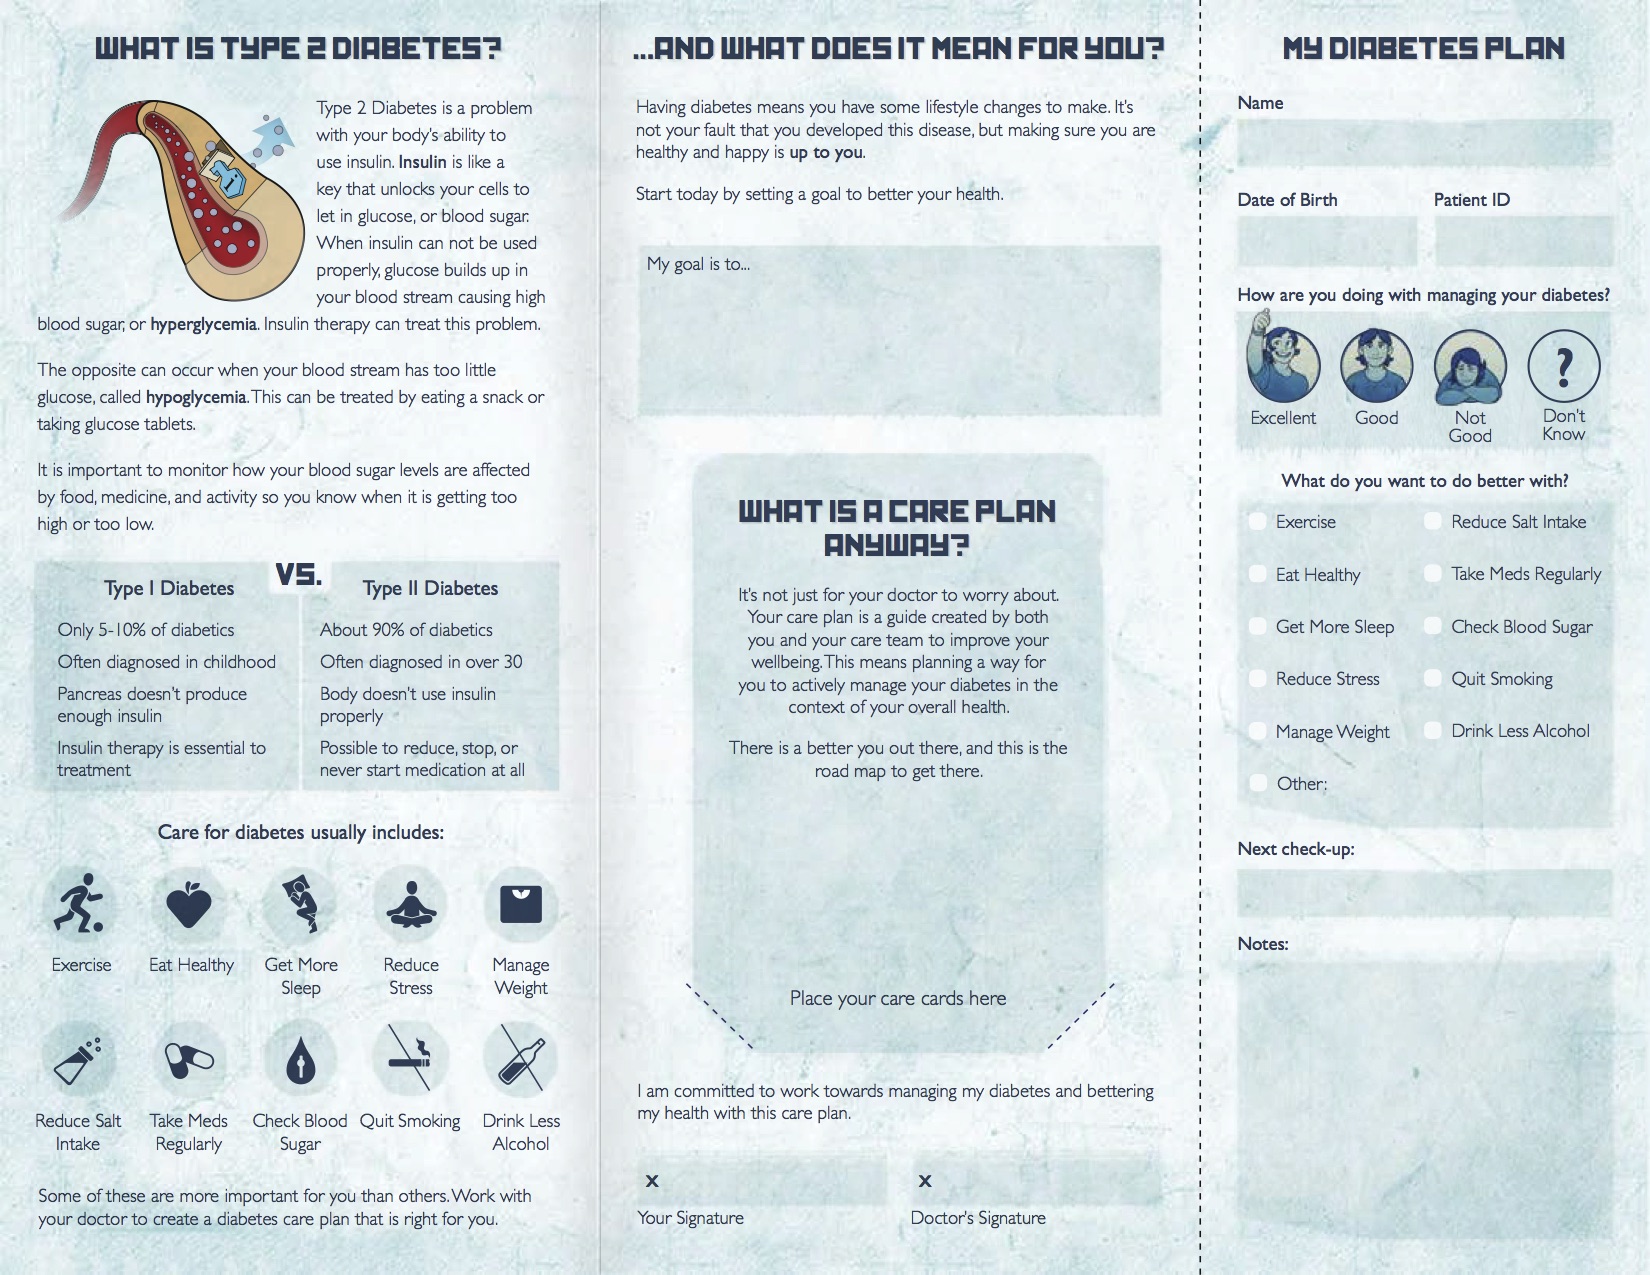 WHAT IS TYPE 2 DIABETES?
Type 2 Diabetes is a problem
with your body's ability to
use insulin. Insulin is like a
key that unlocks your cells to
let in glucose, or blood sugar.
When insulin can not be used
properly, glucose builds up in
your blood stream causing high
blood sugar, or hyperglycemia. Insulin therapy can treat this problem.
The opposite can occur when your blood stream has too little
glucose, called hypoglycemia. This can be treated by eating a snack or
taking glucose tablets.
It is important to monitor how your blood sugar levels are affected
by food, medicine, and activity so you know when it is getting too
high or too low.
VS.
Type I Diabetes
Only 5-10% of diabetics
Often diagnosed in childhood
Pancreas doesn't produce
enough insulin
Insulin therapy is essential to
treatment
Type II Diabetes
About 90% of diabetics
Often diagnosed in over 30
Body doesn't use insulin
properly
Possible to reduce, stop, or
never start medication at all
Care for diabetes usually includes:
Exercise
Eat Healthy
Get More
Sleep
Reduce
Stress
Manage
Weight
Reduce Salt
Intake
Take Meds
Regularly
Check Blood
Sugar
Quit Smoking
Drink Less
Alcohol
Some of these are more important for you than others. Work with
your doctor to create a diabetes care plan that is right for you.
...AND WHAT DOES IT MEAN FOR YOU?
Having diabetes means you have some lifestyle changes to make. It's
not your fault that you developed this disease, but making sure you are
healthy and happy is up to you.
Start today by setting a goal to better your health.
My goal is to...
WHAT IS A CARE PLAN
ANYWAY?
It's not just for your doctor to worry about.
Your care plan is a guide created by both
you and your care team to improve your
wellbeing. This means planning a way for
you to actively manage your diabetes in the
context of your overall health.
There is a better you out there, and this is the
road map to get there.
Place your care cards here
I am committed to work towards managing my diabetes and bettering
my health with this care plan.
x
Your Signature
x
Doctor's Signature
MY DIABETES PLAN
Name
Date of Birth
Patient ID
How are you doing with managing your diabetes?
?
Excellent
Good
Not
Good
Don't
Know
What do you want to do better with?
Exercise
Reduce Salt Intake
Eat Healthy
Take Meds Regularly
Get More Sleep
Check Blood Sugar
Reduce Stress
Quit Smoking
Manage Weight
Drink Less Alcohol
Other:
Next check-up:
Notes: